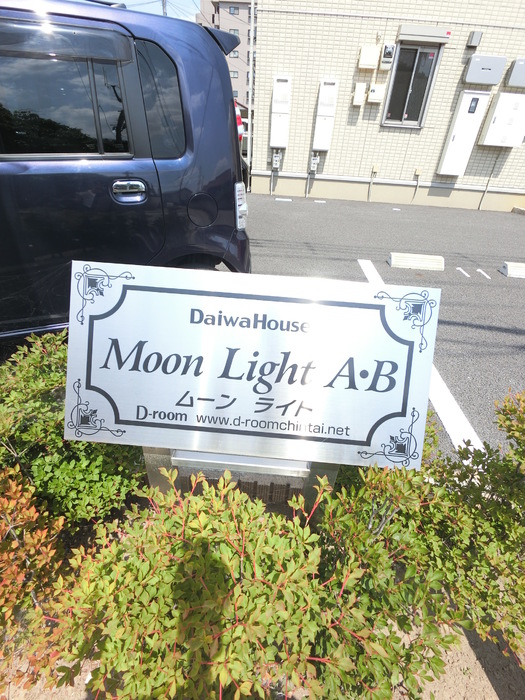 DaiwaHouse
Moon Light A・B
ムーン ライト
D-room www.d-roomchintai.net